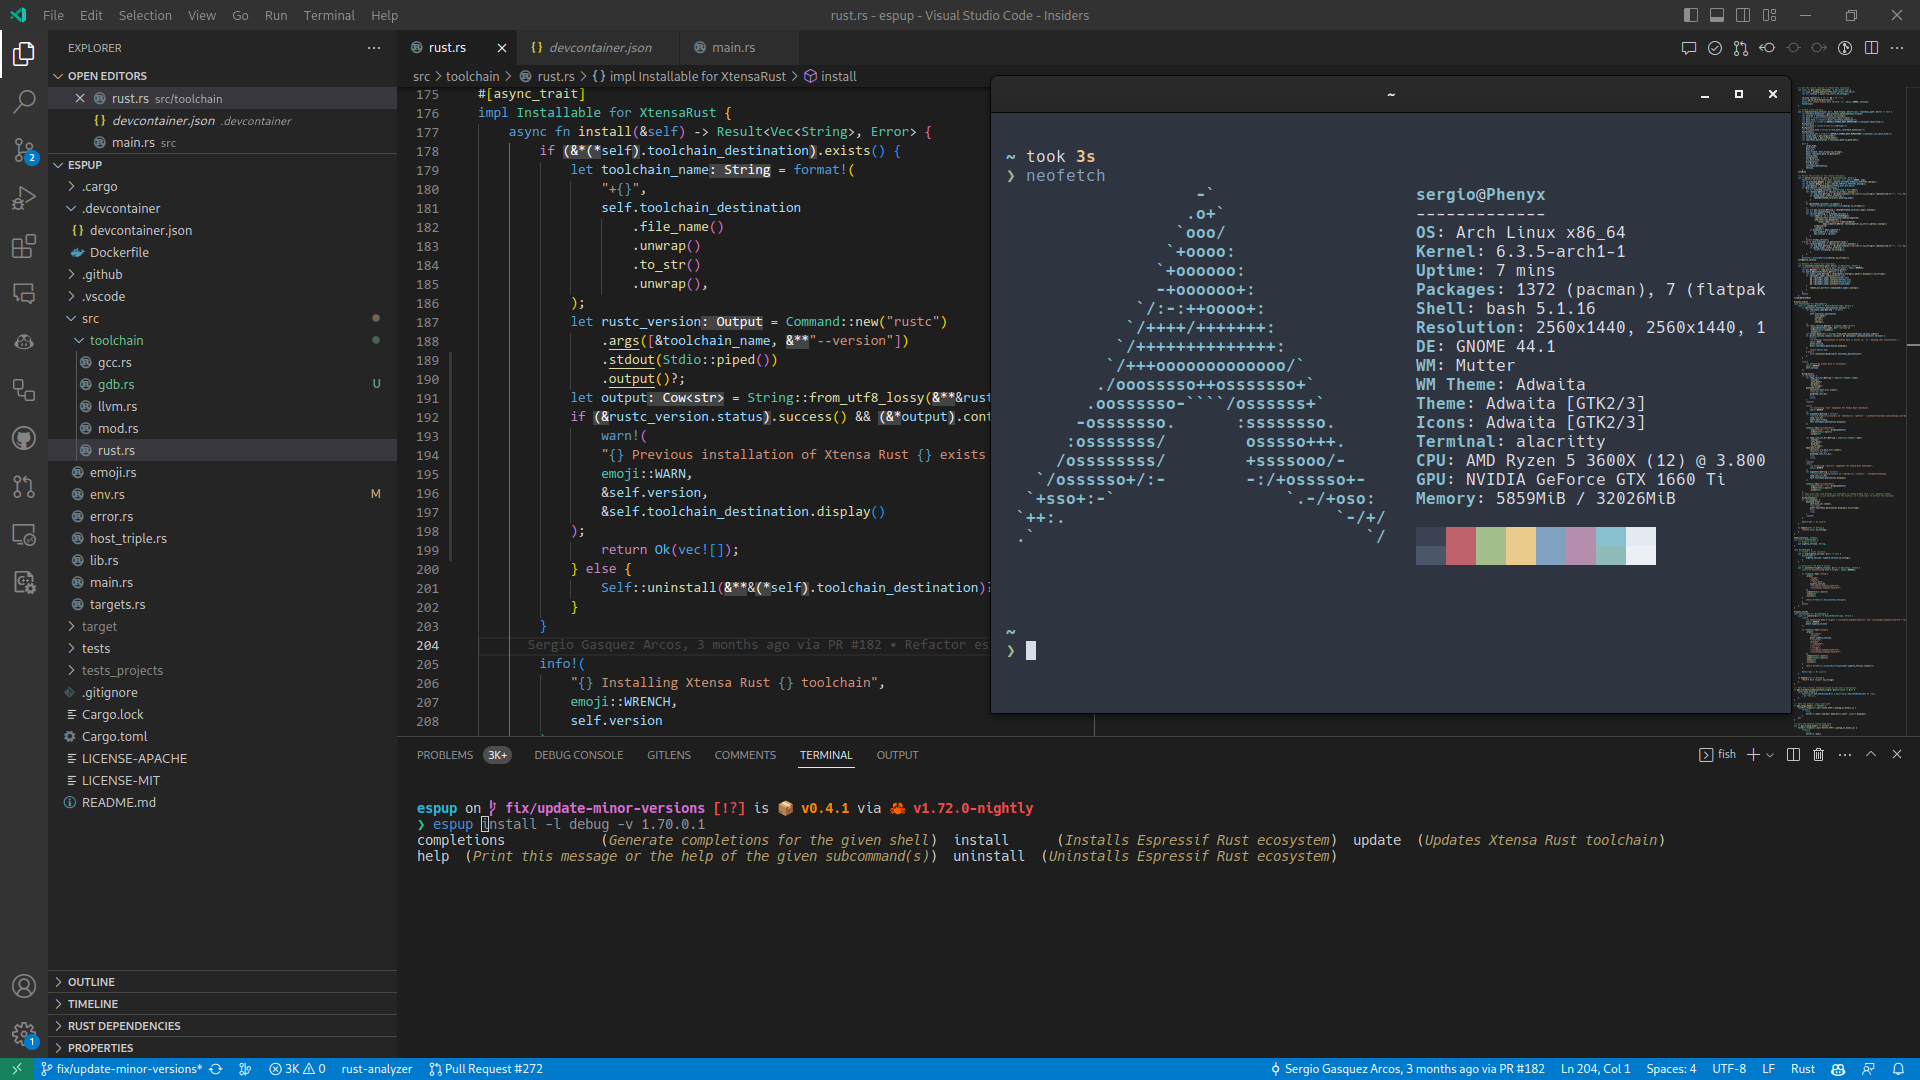 File Edit Selection View Go Run Terminal Help
rust.rs - espup - Visual Studio Code - Insiders
EXPLORER
OPEN EDITORS
rust.rs src/toolchain
devcontainer.json .devcontainer
main.rs src
ESPUP
.cargo
.devcontainer
devcontainer.json
Dockerfile
.github
.vscode
src
toolchain
gcc.rs
gdb.rs U
llvm.rs
mod.rs
rust.rs
emoji.rs
env.rs M
error.rs
host_triple.rs
lib.rs
main.rs
targets.rs
target
tests
tests_projects
.gitignore
Cargo.lock
Cargo.toml
LICENSE-APACHE
LICENSE-MIT
README.md
OUTLINE
TIMELINE
RUST DEPENDENCIES
PROPERTIES
2
1
rust.rs devcontainer.json main.rs
src > toolchain > rust.rs > {} impl Installable for XtensaRust > install
175 #[async_trait]
176 impl Installable for XtensaRust {
177 async fn install(&self) -> Result<Vec<String>, Error> {
178 if (&*(*self).toolchain_destination).exists() {
179 let toolchain_name: String = format!(
180 "+{}",
181 self.toolchain_destination
182 .file_name()
183 .unwrap()
184 .to_str()
185 .unwrap(),
186 );
187 let rustc_version: Output = Command::new("rustc")
188 .args([&toolchain_name, &**"--version"])
189 .stdout(Stdio::piped())
190 .output()?;
191 let output: Cow<str> = String::from_utf8_lossy(&**&rust
192 if (&rustc_version.status).success() && (&*output).cont
193 warn!(
194 "{} Previous installation of Xtensa Rust {} exists
195 emoji::WARN,
196 &self.version,
197 &self.toolchain_destination.display()
198 );
199 return Ok(vec![]);
200 } else {
201 Self::uninstall(&**&(*self).toolchain_destination)?
202 }
203 }
204 Sergio Gasquez Arcos, 3 months ago via PR #182 • Refactor es
205 info!(
206 "{} Installing Xtensa Rust {} toolchain",
207 emoji::WRENCH,
208 self.version
~
~ took 3s
❯ neofetch
-`
.o+`
`ooo/
`+oooo:
`+oooooo:
-+oooooo+:
`/:-:++oooo+:
`/++++/+++++++:
`/++++++++++++++:
`/+++ooooooooooooo/`
./ooosssso++osssssso+`
.oossssso-````/ossssss+`
-osssssso. :ssssssso.
:osssssss/ osssso+++.
/ossssssss/ +ssssooo/-
`/ossssso+/:- -:/+osssso+-
`+sso+:-` `.-/+oso:
`++:. `-/+/
.` `/
sergio@Phenyx
-------------
OS: Arch Linux x86_64
Kernel: 6.3.5-arch1-1
Uptime: 7 mins
Packages: 1372 (pacman), 7 (flatpak
Shell: bash 5.1.16
Resolution: 2560x1440, 2560x1440, 1
DE: GNOME 44.1
WM: Mutter
WM Theme: Adwaita
Theme: Adwaita [GTK2/3]
Icons: Adwaita [GTK2/3]
Terminal: alacritty
CPU: AMD Ryzen 5 3600X (12) @ 3.800
GPU: NVIDIA GeForce GTX 1660 Ti
Memory: 5859MiB / 32026MiB
~
❯
PROBLEMS 3K+ DEBUG CONSOLE GITLENS COMMENTS TERMINAL OUTPUT
fish
espup on fix/update-minor-versions [!?] is 📦 v0.4.1 via 🦀 v1.72.0-nightly
❯ espup install -l debug -v 1.70.0.1
completions (Generate completions for the given shell) install (Installs Espressif Rust ecosystem) update (Updates Xtensa Rust toolchain)
help (Print this message or the help of the given subcommand(s)) uninstall (Uninstalls Espressif Rust ecosystem)
fix/update-minor-versions* 3K 0 rust-analyzer Pull Request #272
Sergio Gasquez Arcos, 3 months ago via PR #182 Ln 204, Col 1 Spaces: 4 UTF-8 LF Rust